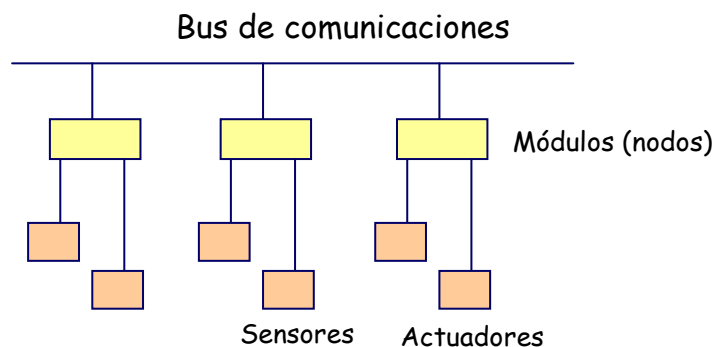 Bus de comunicaciones
Módulos (nodos)
Sensores
Actuadores